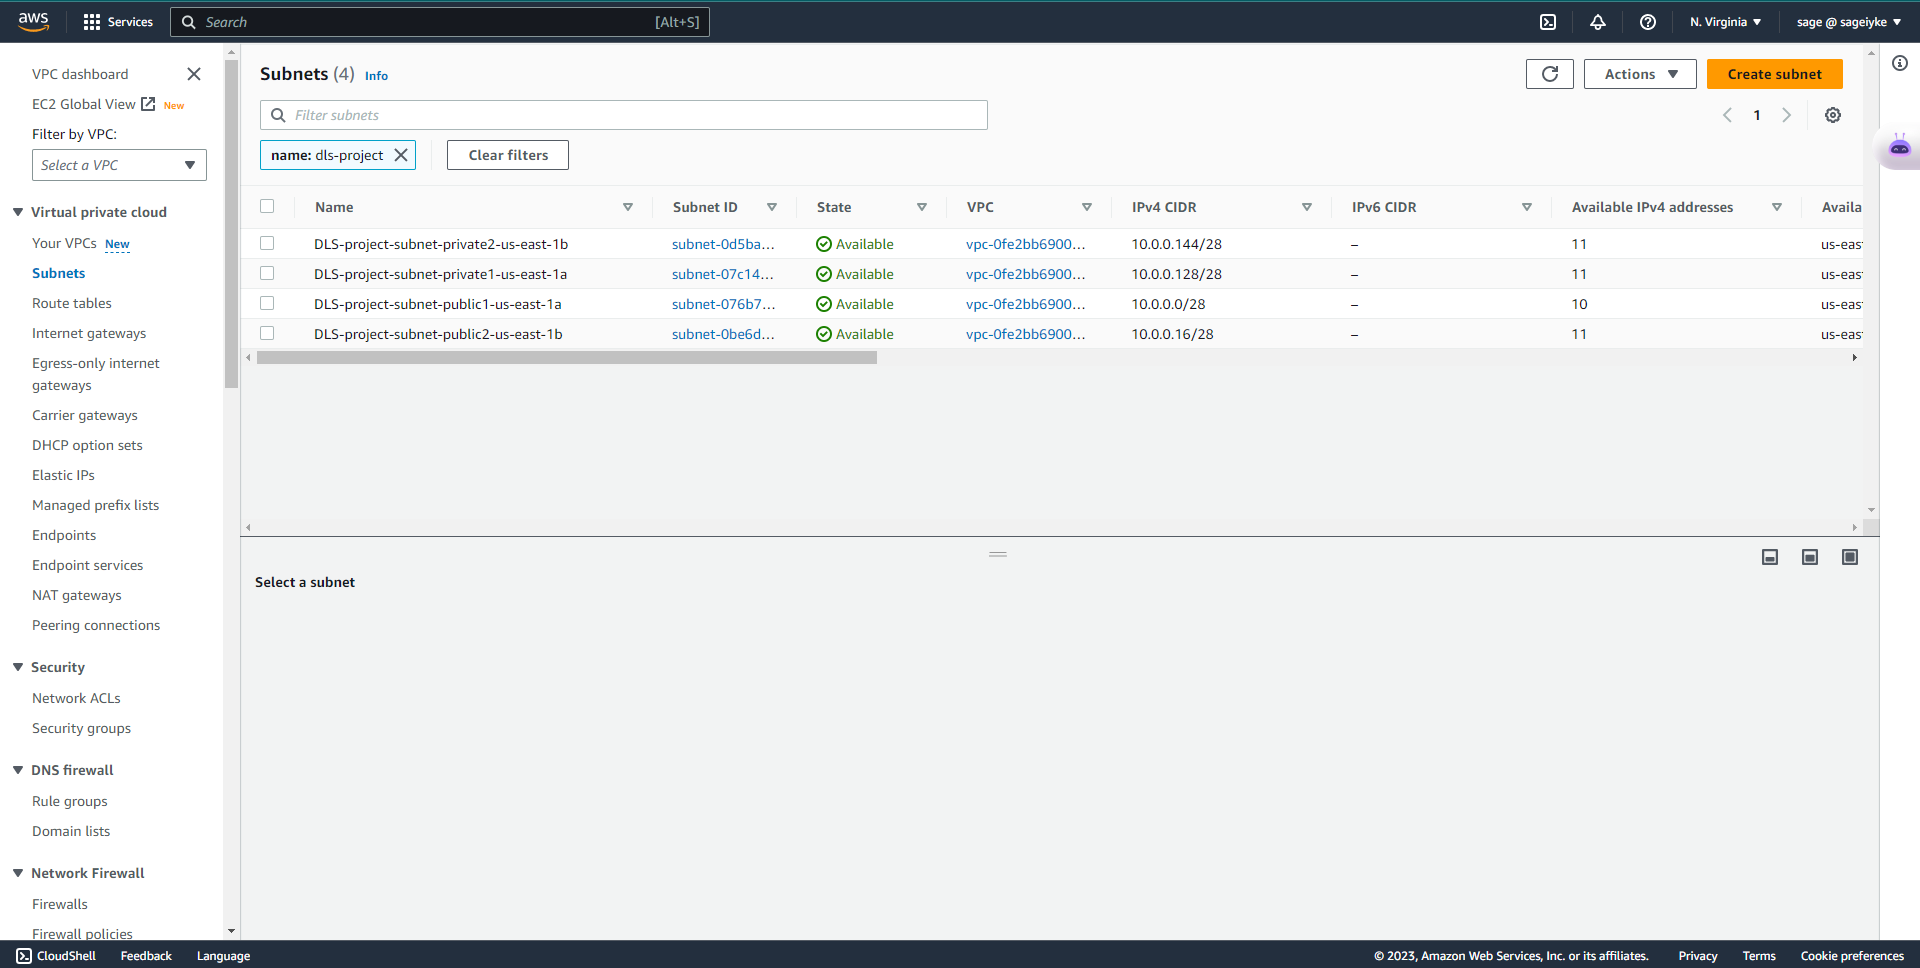 aws Services Search [Alt+S] N. Virginia sage @ sageiyke
VPC dashboard
EC2 Global View New
Filter by VPC:
Select a VPC
Virtual private cloud
Your VPCs New
Subnets
Route tables
Internet gateways
Egress-only internet
gateways
Carrier gateways
DHCP option sets
Elastic IPs
Managed prefix lists
Endpoints
Endpoint services
NAT gateways
Peering connections
Security
Network ACLs
Security groups
DNS firewall
Rule groups
Domain lists
Network Firewall
Firewalls
Firewall policies
Subnets (4) Info Actions Create subnet
Filter subnets 1
name: dls-project Clear filters
Name Subnet ID State VPC IPv4 CIDR IPv6 CIDR Available IPv4 addresses Availa
DLS-project-subnet-private2-us-east-1b subnet-0d5ba... Available vpc-0fe2bb6900... 10.0.0.144/28 – 11 us-eas
DLS-project-subnet-private1-us-east-1a subnet-07c14... Available vpc-0fe2bb6900... 10.0.0.128/28 – 11 us-eas
DLS-project-subnet-public1-us-east-1a subnet-076b7... Available vpc-0fe2bb6900... 10.0.0.0/28 – 10 us-eas
DLS-project-subnet-public2-us-east-1b subnet-0be6d... Available vpc-0fe2bb6900... 10.0.0.16/28 – 11 us-eas
Select a subnet
CloudShell Feedback Language © 2023, Amazon Web Services, Inc. or its affiliates. Privacy Terms Cookie preferences